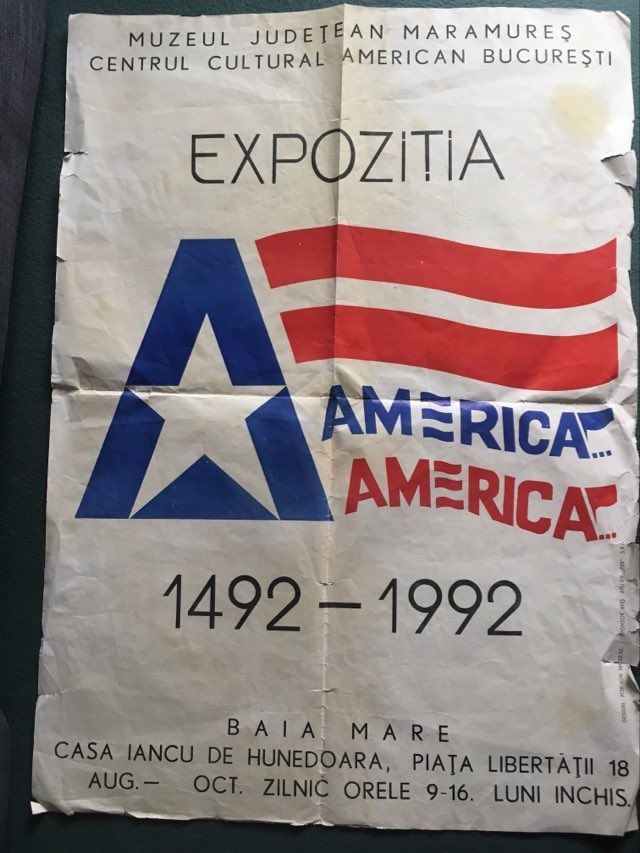 MUZEUL JUDEȚEAN MARAMUREȘ
CENTRUL CULTURAL AMERICAN BUCUREȘTI
EXPOZIȚIA
AMERICA...
AMERICA...
1492-1992
BAIA MARE
CASA IANCU DE HUNEDOARA, PIAȚA LIBERTĂȚII 18
AUG.- OCT. ZILNIC ORELE 9-16. LUNI INCHIS.
DESIGN